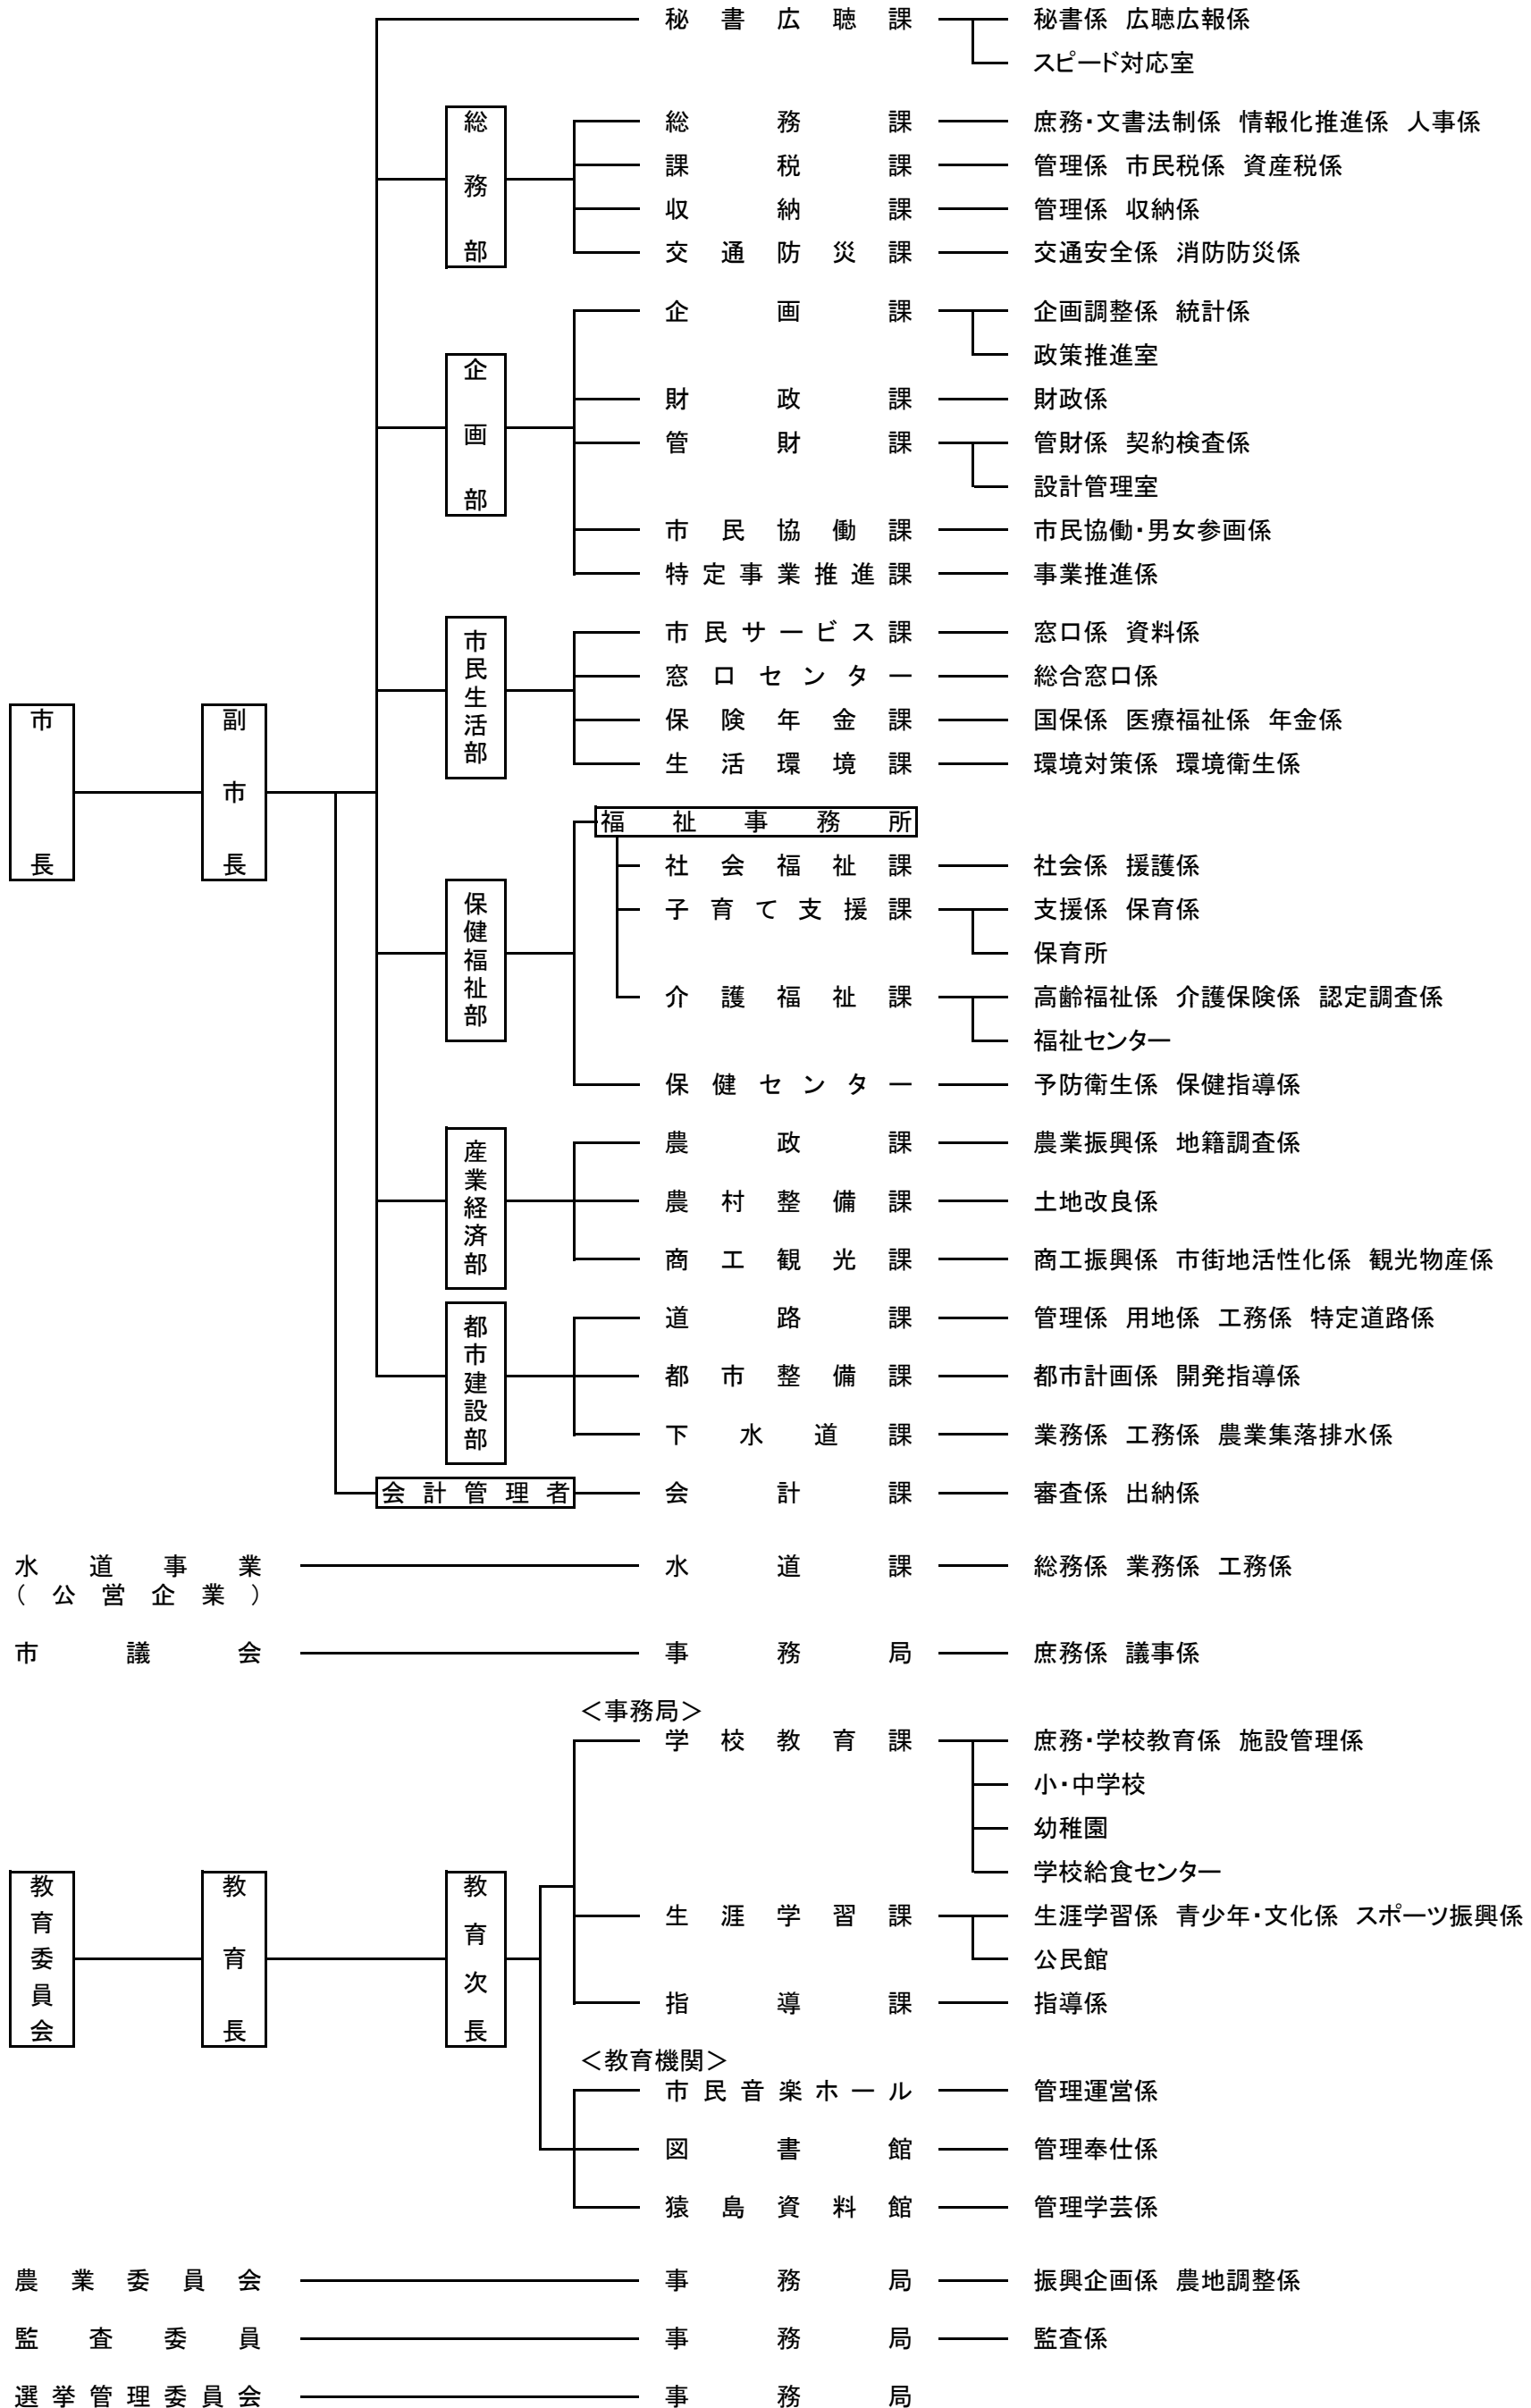 秘書広聴課 秘書係 広聴広報係
スピード対応室
総務部
総務課 庶務・文書法制係 情報化推進係 人事係
課税課 管理係 市民税係 資産税係
収納課 管理係 収納係
交通防災課 交通安全係 消防防災係
企画部
企画課 企画調整係 統計係
政策推進室
財政課 財政係
管財課 管財係 契約検査係
設計管理室
市民協働課 市民協働・男女参画係
特定事業推進課 事業推進係
市民生活部
市民サービス課 窓口係 資料係
窓口センター 総合窓口係
保険年金課 国保係 医療福祉係 年金係
生活環境課 環境対策係 環境衛生係
市長
副市長
保健福祉部
福祉事務所
社会福祉課 社会係 援護係
子育て支援課 支援係 保育係
保育所
介護福祉課 高齢福祉係 介護保険係 認定調査係
福祉センター
保健センター 予防衛生係 保健指導係
産業経済部
農政課 農業振興係 地籍調査係
農村整備課 土地改良係
商工観光課 商工振興係 市街地活性化係 観光物産係
都市建設部
道路課 管理係 用地係 工務係 特定道路係
都市整備課 都市計画係 開発指導係
下水道課 業務係 工務係 農業集落排水係
会計管理者 会計課 審査係 出納係
水道事業 水道課 総務係 業務係 工務係
(公営企業)
市議会 事務局 庶務係 議事係
＜事務局＞
学校教育課 庶務・学校教育係 施設管理係
小・中学校
幼稚園
学校給食センター
教育委員会
教育長
教育次長
生涯学習課 生涯学習係 青少年・文化係 スポーツ振興係
公民館
指導課 指導係
＜教育機関＞
市民音楽ホール 管理運営係
図書館 管理奉仕係
猿島資料館 管理学芸係
農業委員会 事務局 振興企画係 農地調整係
監査委員 事務局 監査係
選挙管理委員会 事務局